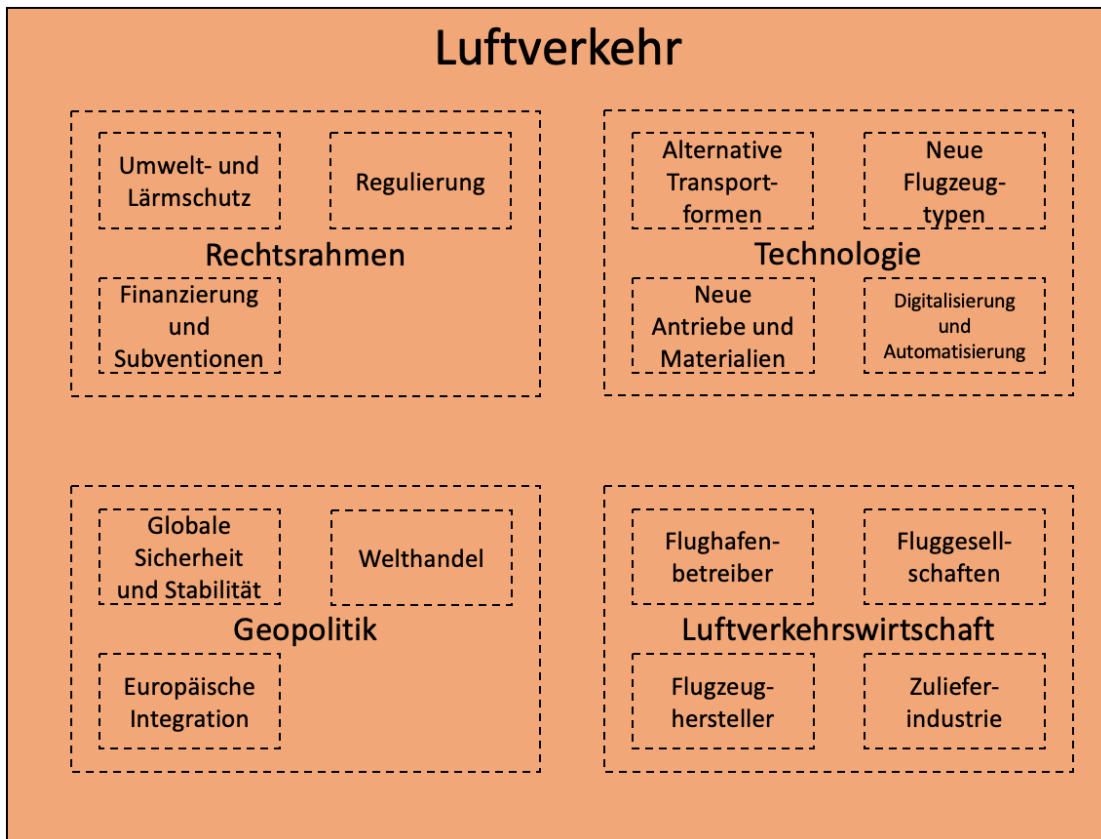 Luftverkehr
Umwelt- und
Lärmschutz
Regulierung
Rechtsrahmen
Finanzierung
und
Subventionen
Alternative
Transport-
formen
Neue
Flugzeug-
typen
Technologie
Neue
Antriebe und
Materialien
Digitalisierung
und
Automatisierung
Globale
Sicherheit
und Stabilität
Welthandel
Geopolitik
Europäische
Integration
Flughafen-
betreiber
Fluggesell-
schaften
Luftverkehrswirtschaft
Flugzeug-
hersteller
Zuliefer-
industrie